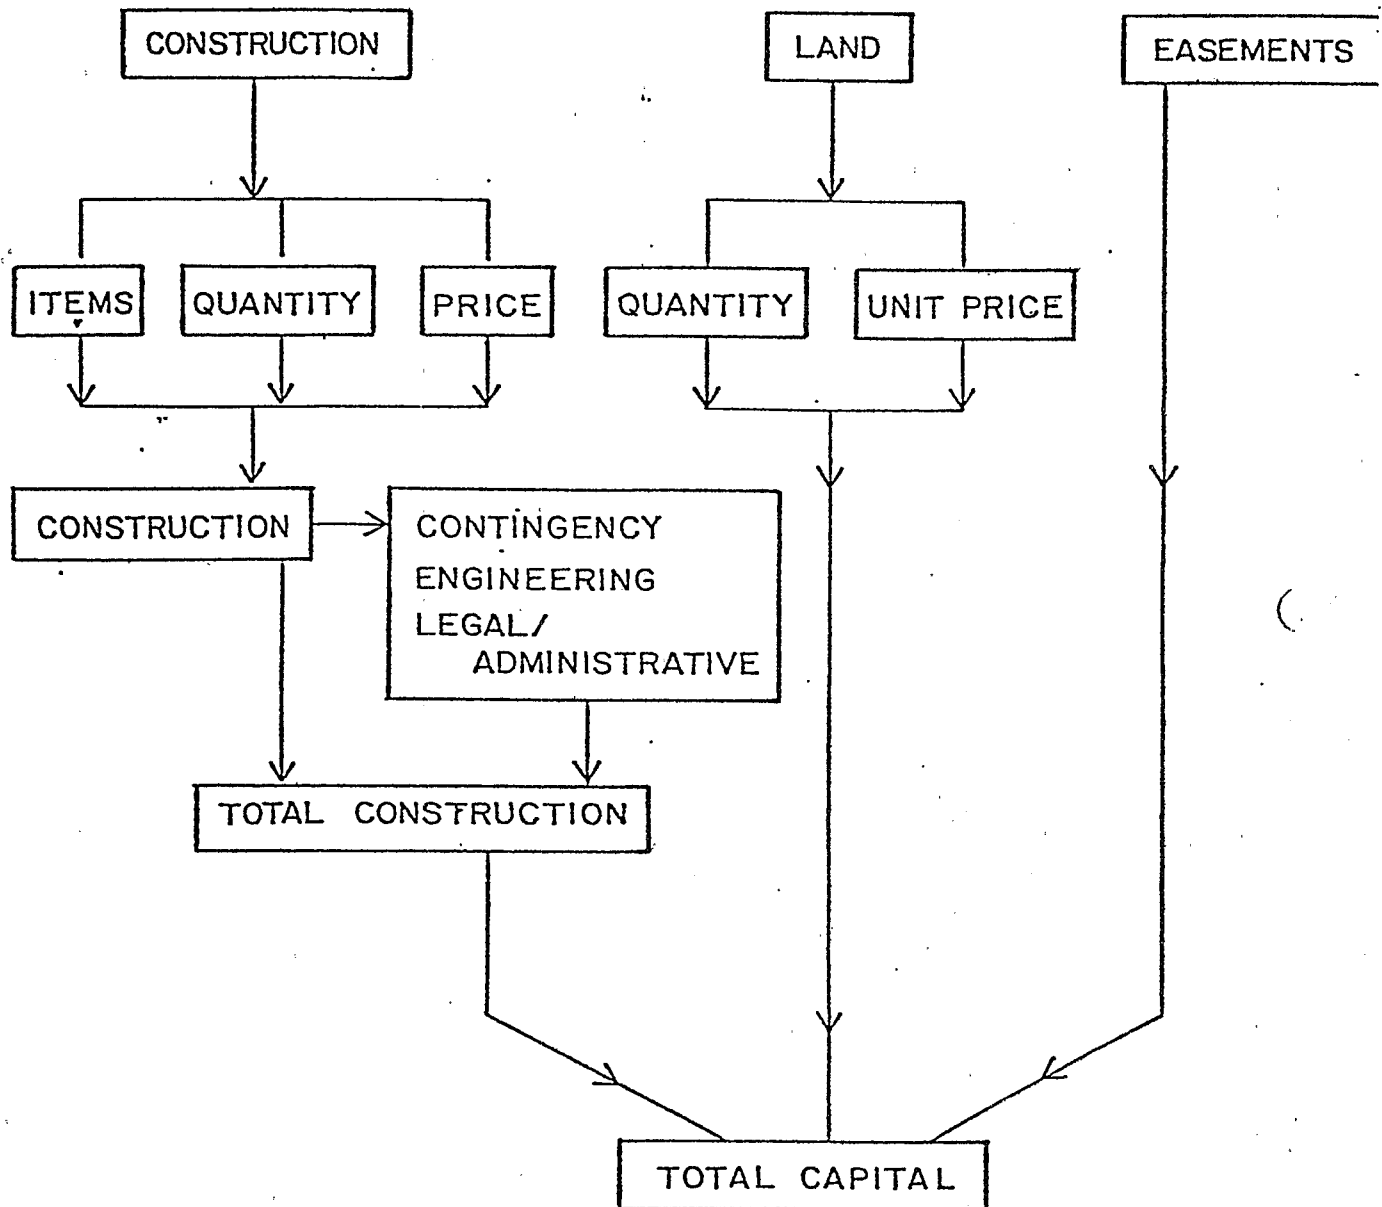 CONSTRUCTION
LAND
EASEMENTS
ITEMS
QUANTITY
PRICE
QUANTITY
UNIT PRICE
CONSTRUCTION
CONTINGENCY
ENGINEERING
LEGAL/
ADMINISTRATIVE
TOTAL CONSTRUCTION
TOTAL CAPITAL